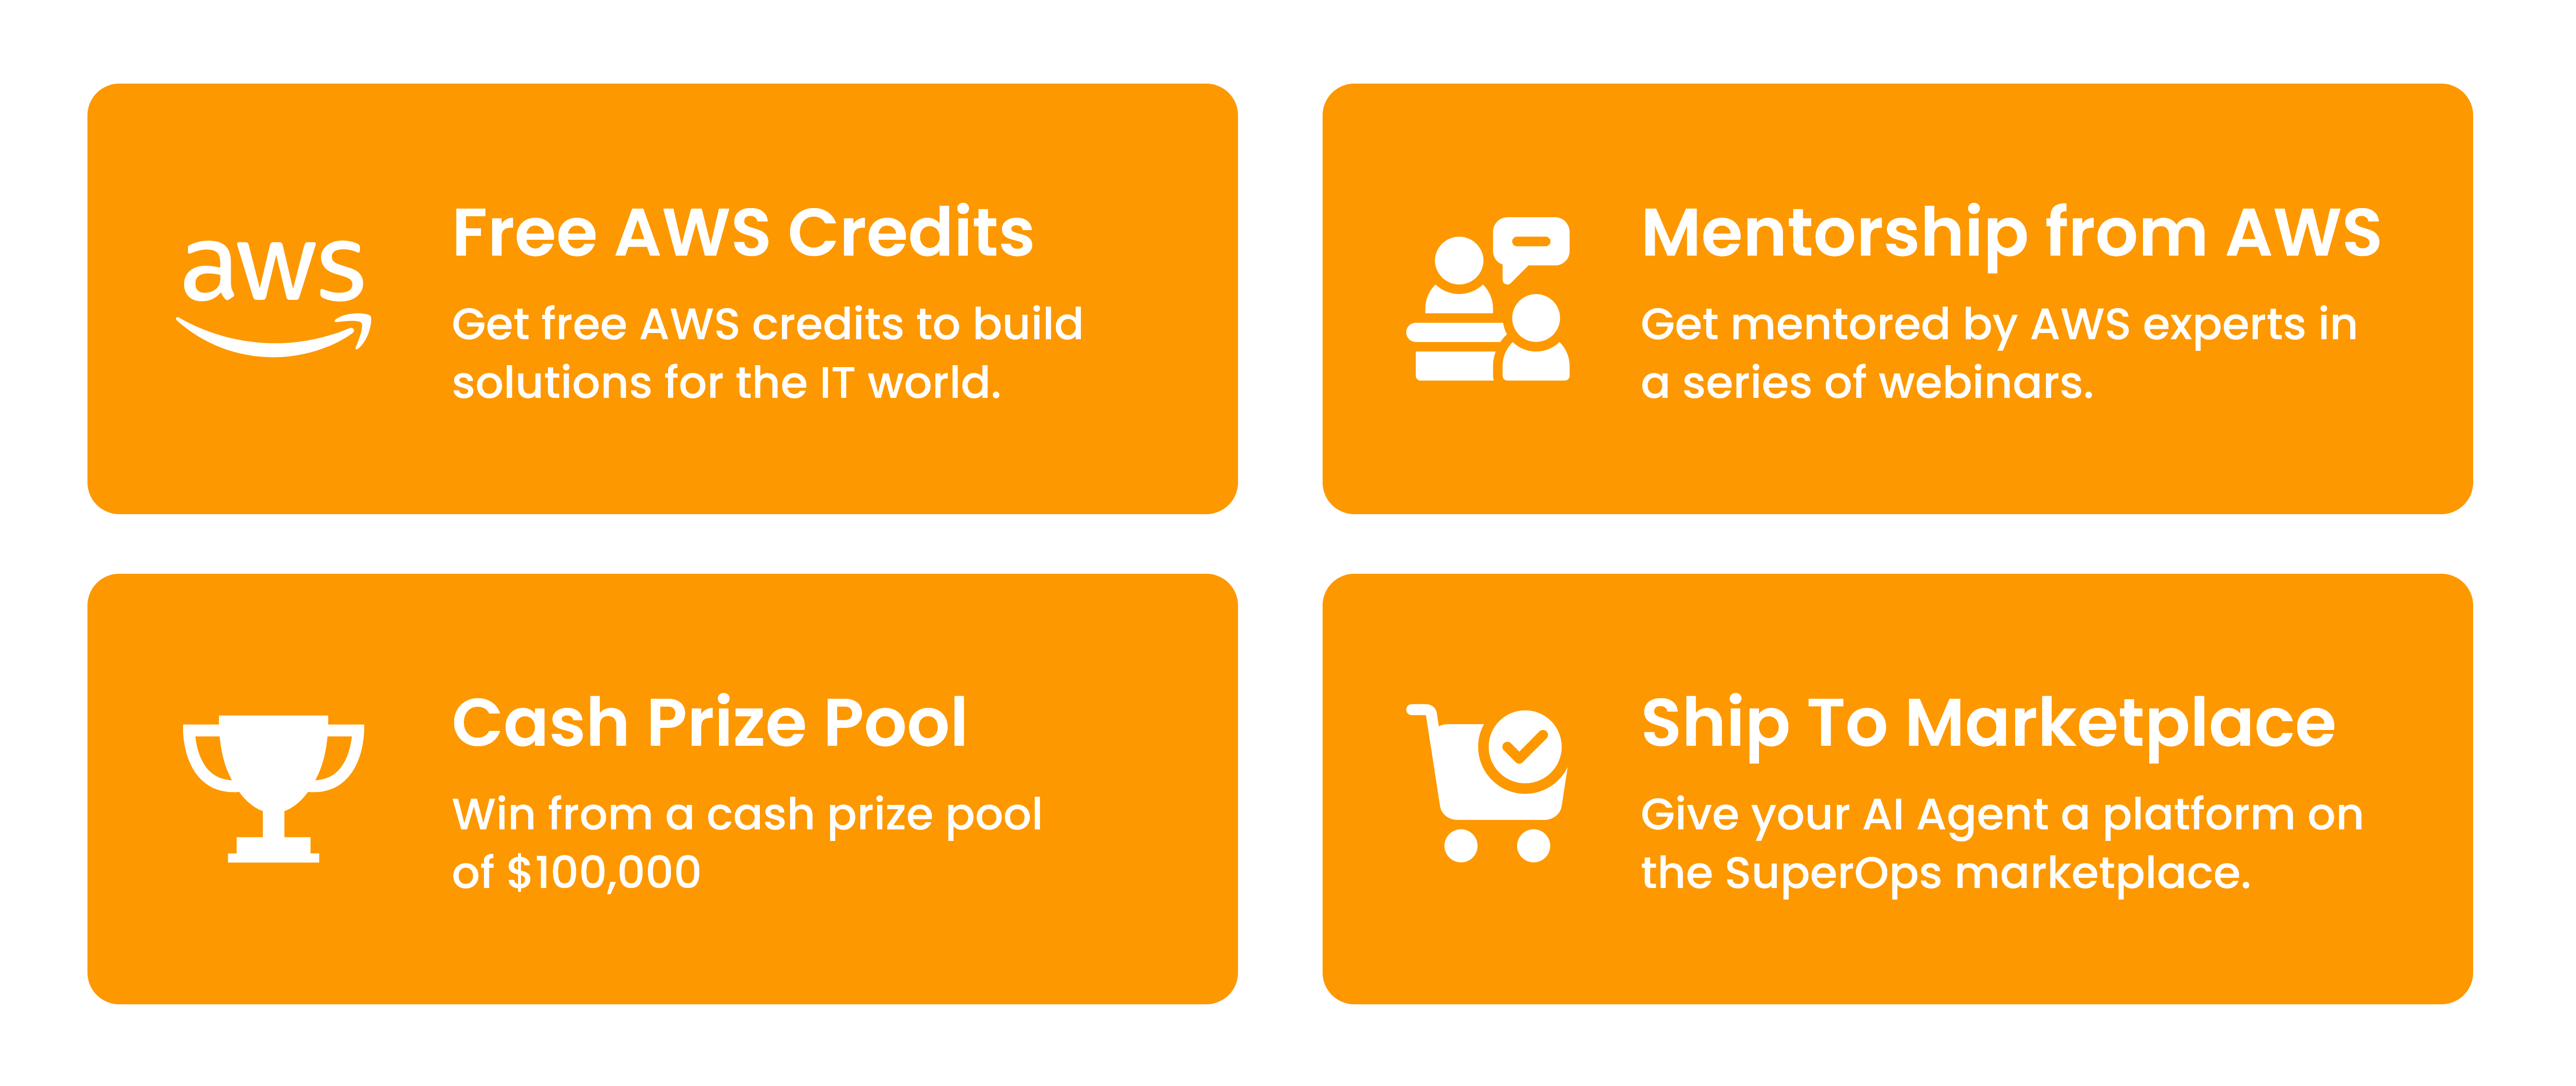 aws
Free AWS Credits
Get free AWS credits to build
solutions for the IT world.
Mentorship from AWS
Get mentored by AWS experts in
a series of webinars.
Cash Prize Pool
Win from a cash prize pool
of $100,000
Ship To Marketplace
Give your AI Agent a platform on
the SuperOps marketplace.